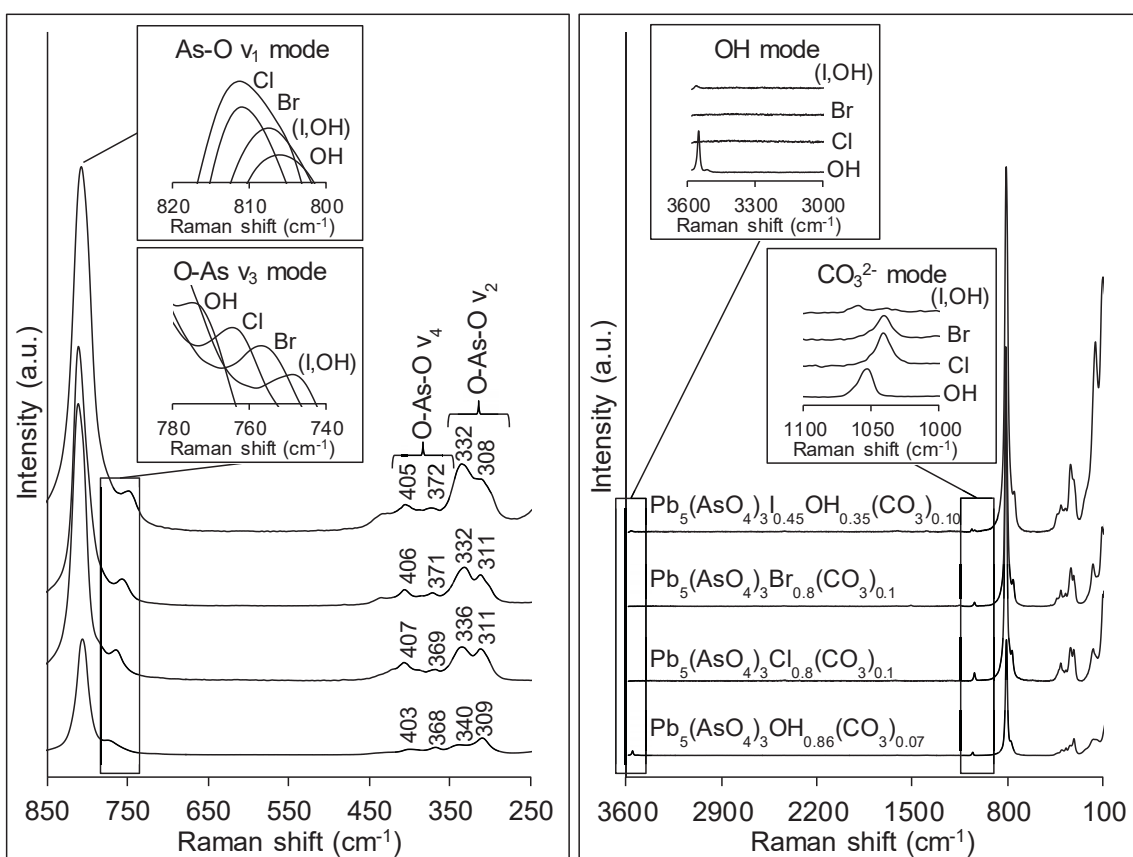 As-O ν₁ mode
Cl
Br
(I,OH)
OH
820 810 800
Raman shift (cm⁻¹)
O-As ν₃ mode
OH
Cl
Br
(I,OH)
780 760 740
Raman shift (cm⁻¹)
O-As-O ν₄
O-As-O ν₂
405 372 332 308
406 371 332 311
407 369 336 311
403 368 340 309
Intensity (a.u.)
850 750 650 550 450 350 250
Raman shift (cm⁻¹)
OH mode
(I,OH)
Br
Cl
OH
3600 3300 3000
Raman shift (cm⁻¹)
CO₃²⁻ mode
(I,OH)
Br
Cl
OH
1100 1050 1000
Raman shift (cm⁻¹)
Pb₅(AsO₄)₃I₀.₄₅OH₀.₃₅(CO₃)₀.₁₀
Pb₅(AsO₄)₃Br₀.₈(CO₃)₀.₁
Pb₅(AsO₄)₃Cl₀.₈(CO₃)₀.₁
Pb₅(AsO₄)₃OH₀.₈₆(CO₃)₀.₀₇
Intensity (a.u.)
3600 2900 2200 1500 800 100
Raman shift (cm⁻¹)